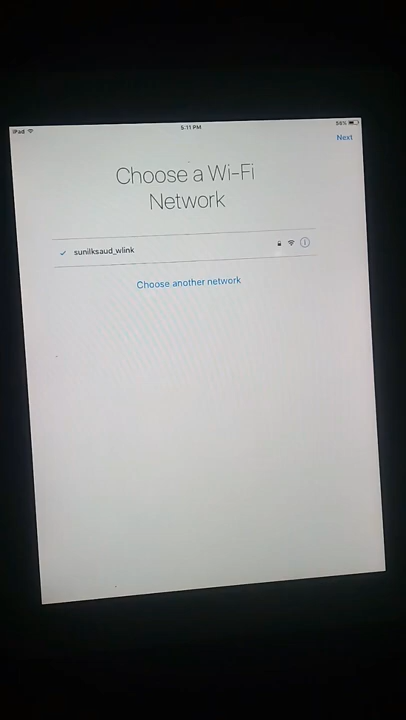 iPad 5:11 PM 56%
Next
Choose a Wi-Fi
Network
sunilksaud_wlink
Choose another network